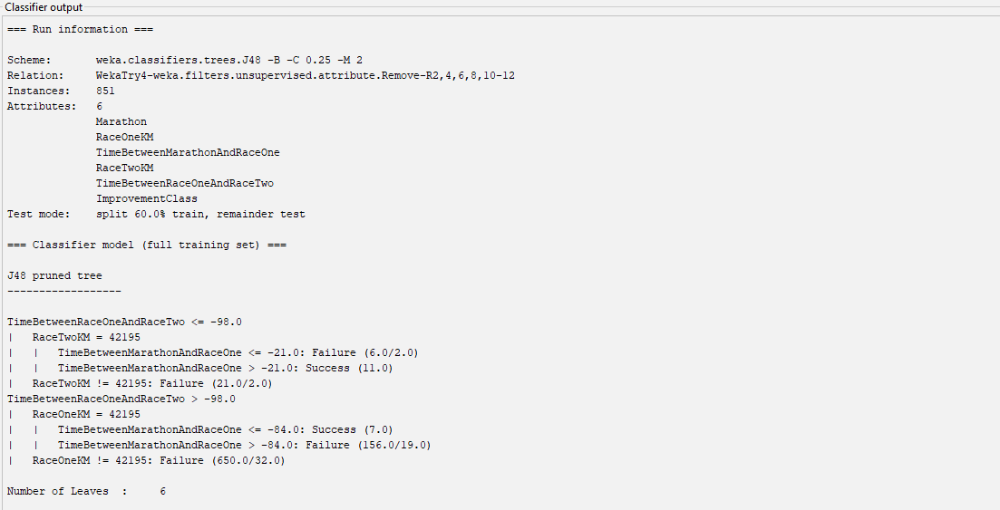 Classifier output
=== Run information ===
Scheme:       weka.classifiers.trees.J48 -B -C 0.25 -M 2
Relation:     WekaTry4-weka.filters.unsupervised.attribute.Remove-R2,4,6,8,10-12
Instances:    851
Attributes:   6
              Marathon
              RaceOneKM
              TimeBetweenMarathonAndRaceOne
              RaceTwoKM
              TimeBetweenRaceOneAndRaceTwo
              ImprovementClass
Test mode:    split 60.0% train, remainder test
=== Classifier model (full training set) ===
J48 pruned tree
------------------
TimeBetweenRaceOneAndRaceTwo <= -98.0
|   RaceTwoKM = 42195
|   |   TimeBetweenMarathonAndRaceOne <= -21.0: Failure (6.0/2.0)
|   |   TimeBetweenMarathonAndRaceOne > -21.0: Success (11.0)
|   RaceTwoKM != 42195: Failure (21.0/2.0)
TimeBetweenRaceOneAndRaceTwo > -98.0
|   RaceOneKM = 42195
|   |   TimeBetweenMarathonAndRaceOne <= -84.0: Success (7.0)
|   |   TimeBetweenMarathonAndRaceOne > -84.0: Failure (156.0/19.0)
|   RaceOneKM != 42195: Failure (650.0/32.0)
Number of Leaves  :     6